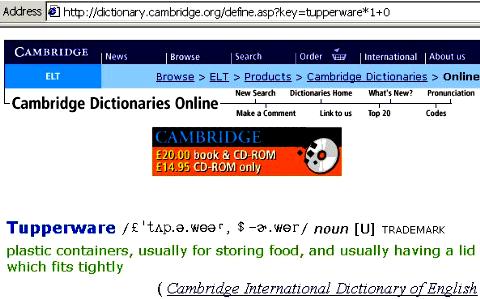 Address http://dictionary.cambridge.org/define.asp?key=tupperware*1+0
CAMBRIDGE News Browse Search Order International About us
ELT Browse > ELT > Products > Cambridge Dictionaries > Online
New Search Dictionaries Home What's New? Pronunciation
Cambridge Dictionaries Online
Make a Comment Link to us Top 20 Codes
CAMBRIDGE
£20.00 book & CD-ROM
£14.95 CD-ROM only
Tupperware /£ˈtʌp.ə.weəʳ, $ -ɚ.wer/ noun [U] TRADEMARK
plastic containers, usually for storing food, and usually having a lid
which fits tightly
( Cambridge International Dictionary of English